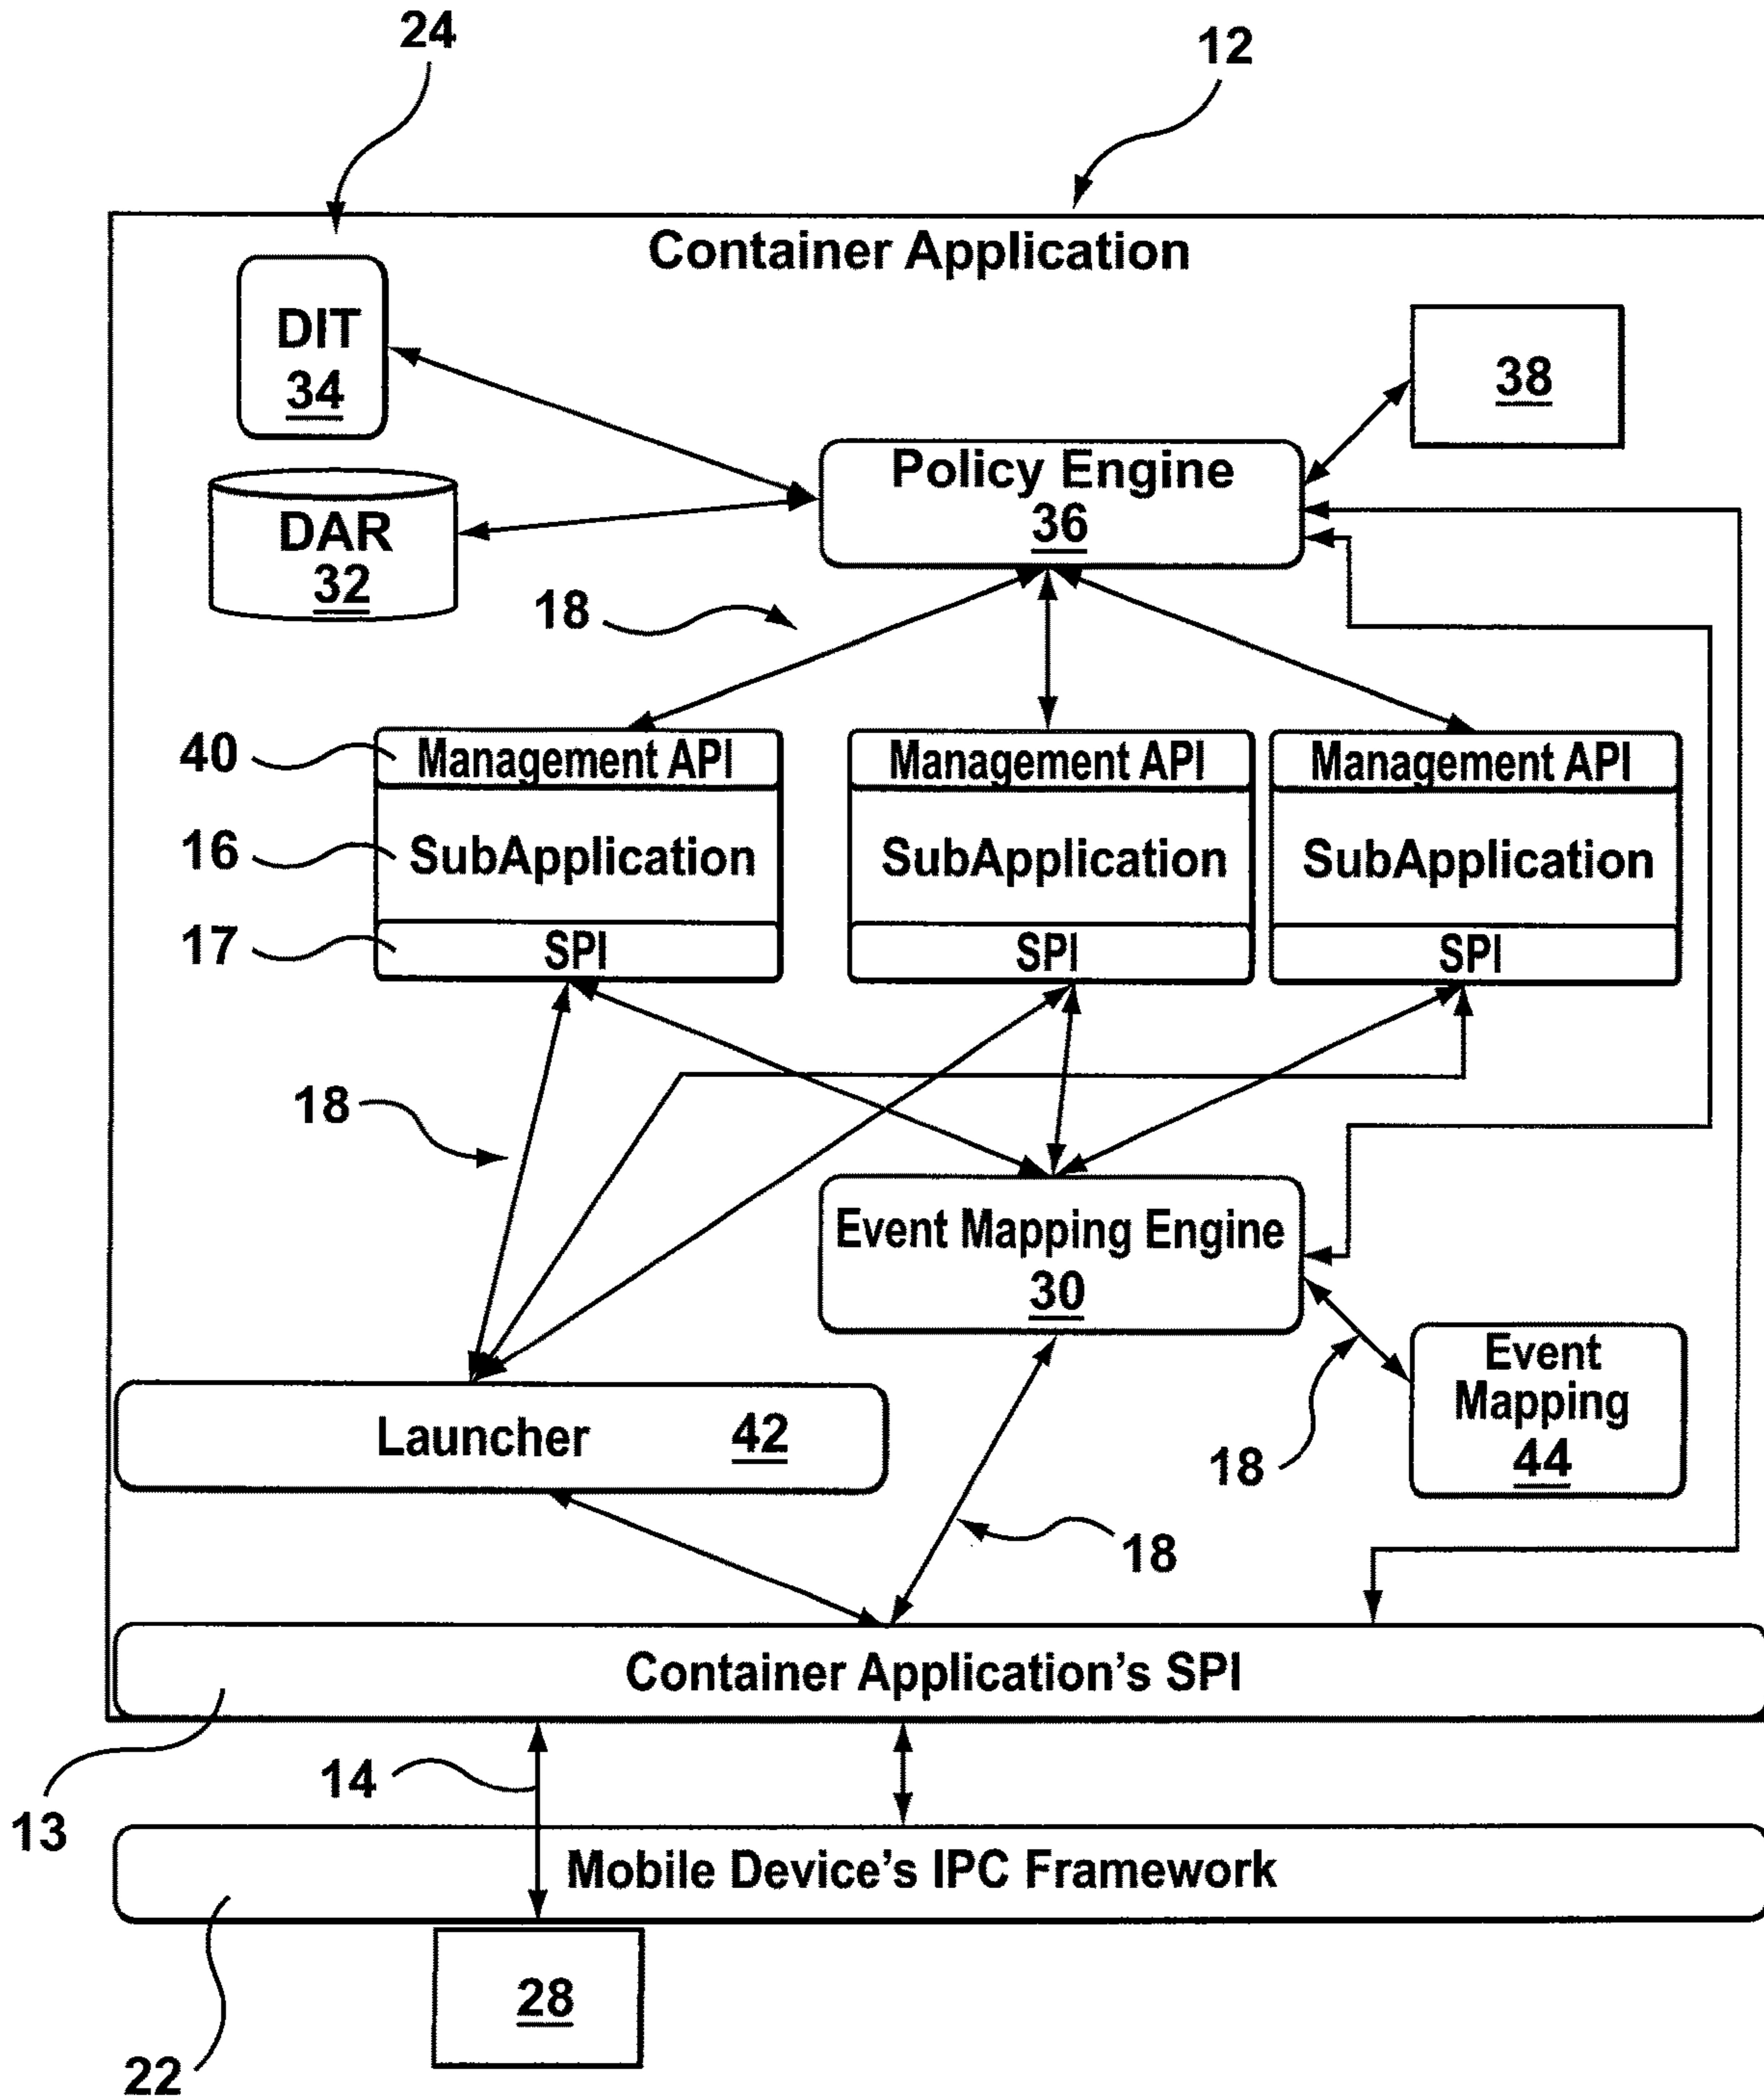 24
12
Container Application
DIT
34
38
Policy Engine
36
DAR
32
18
40
Management API
Management API
Management API
16
SubApplication
SubApplication
SubApplication
17
SPI
SPI
SPI
18
Event Mapping Engine
30
Event
Mapping
44
18
Launcher
42
18
Container Application's SPI
14
13
Mobile Device's IPC Framework
28
22